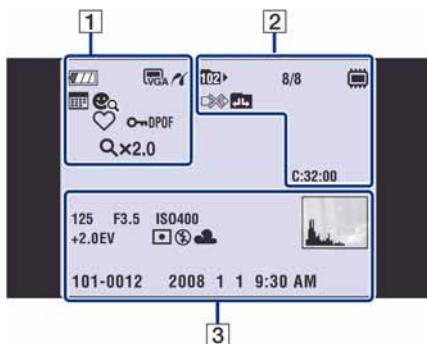 1 2
VGA 102 8/8
DPOF
×2.0
C:32:00
125 F3.5 ISO400
+2.0EV
101-0012 2008 1 1 9:30 AM
3